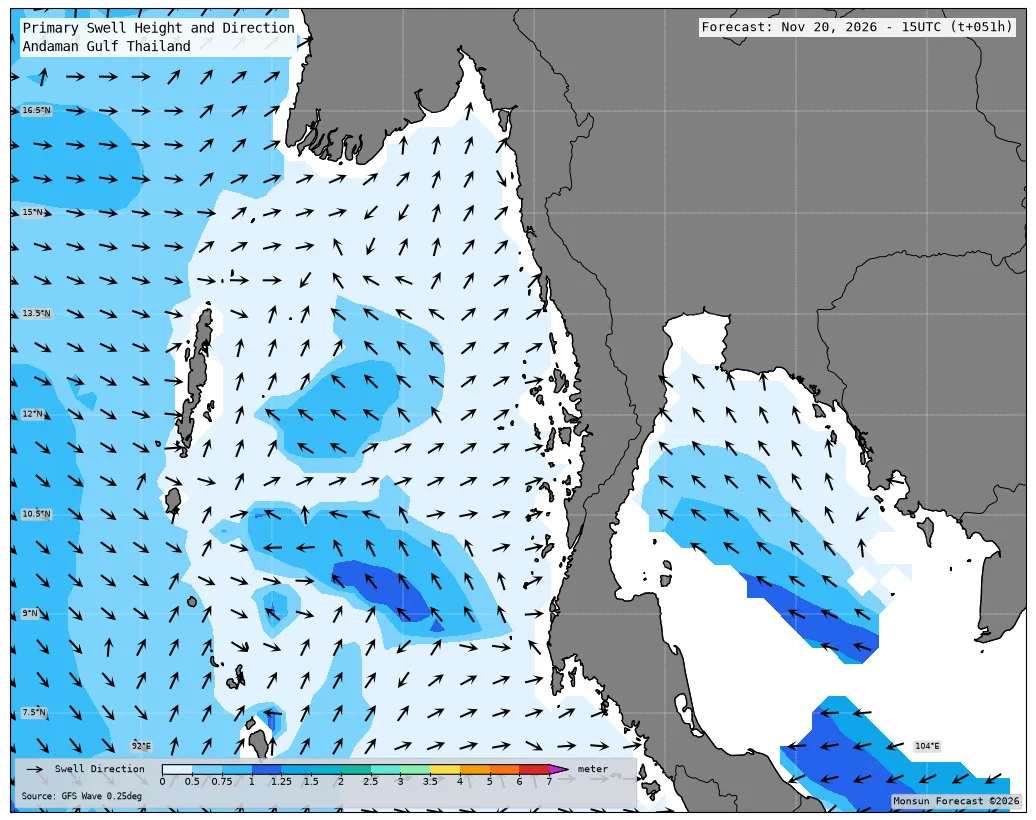 Primary Swell Height and Direction
Andaman Gulf Thailand
Forecast: Nov 20, 2026 - 15UTC (t+051h)
16.5°N
15°N
13.5°N
12°N
10.5°N
9°N
7.5°N
92°E
104°E
Swell Direction
meter
0 0.5 0.75 1 1.25 1.5 2 2.5 3 3.5 4 5 6 7
Source: GFS Wave 0.25deg
Monsun Forecast ©2026